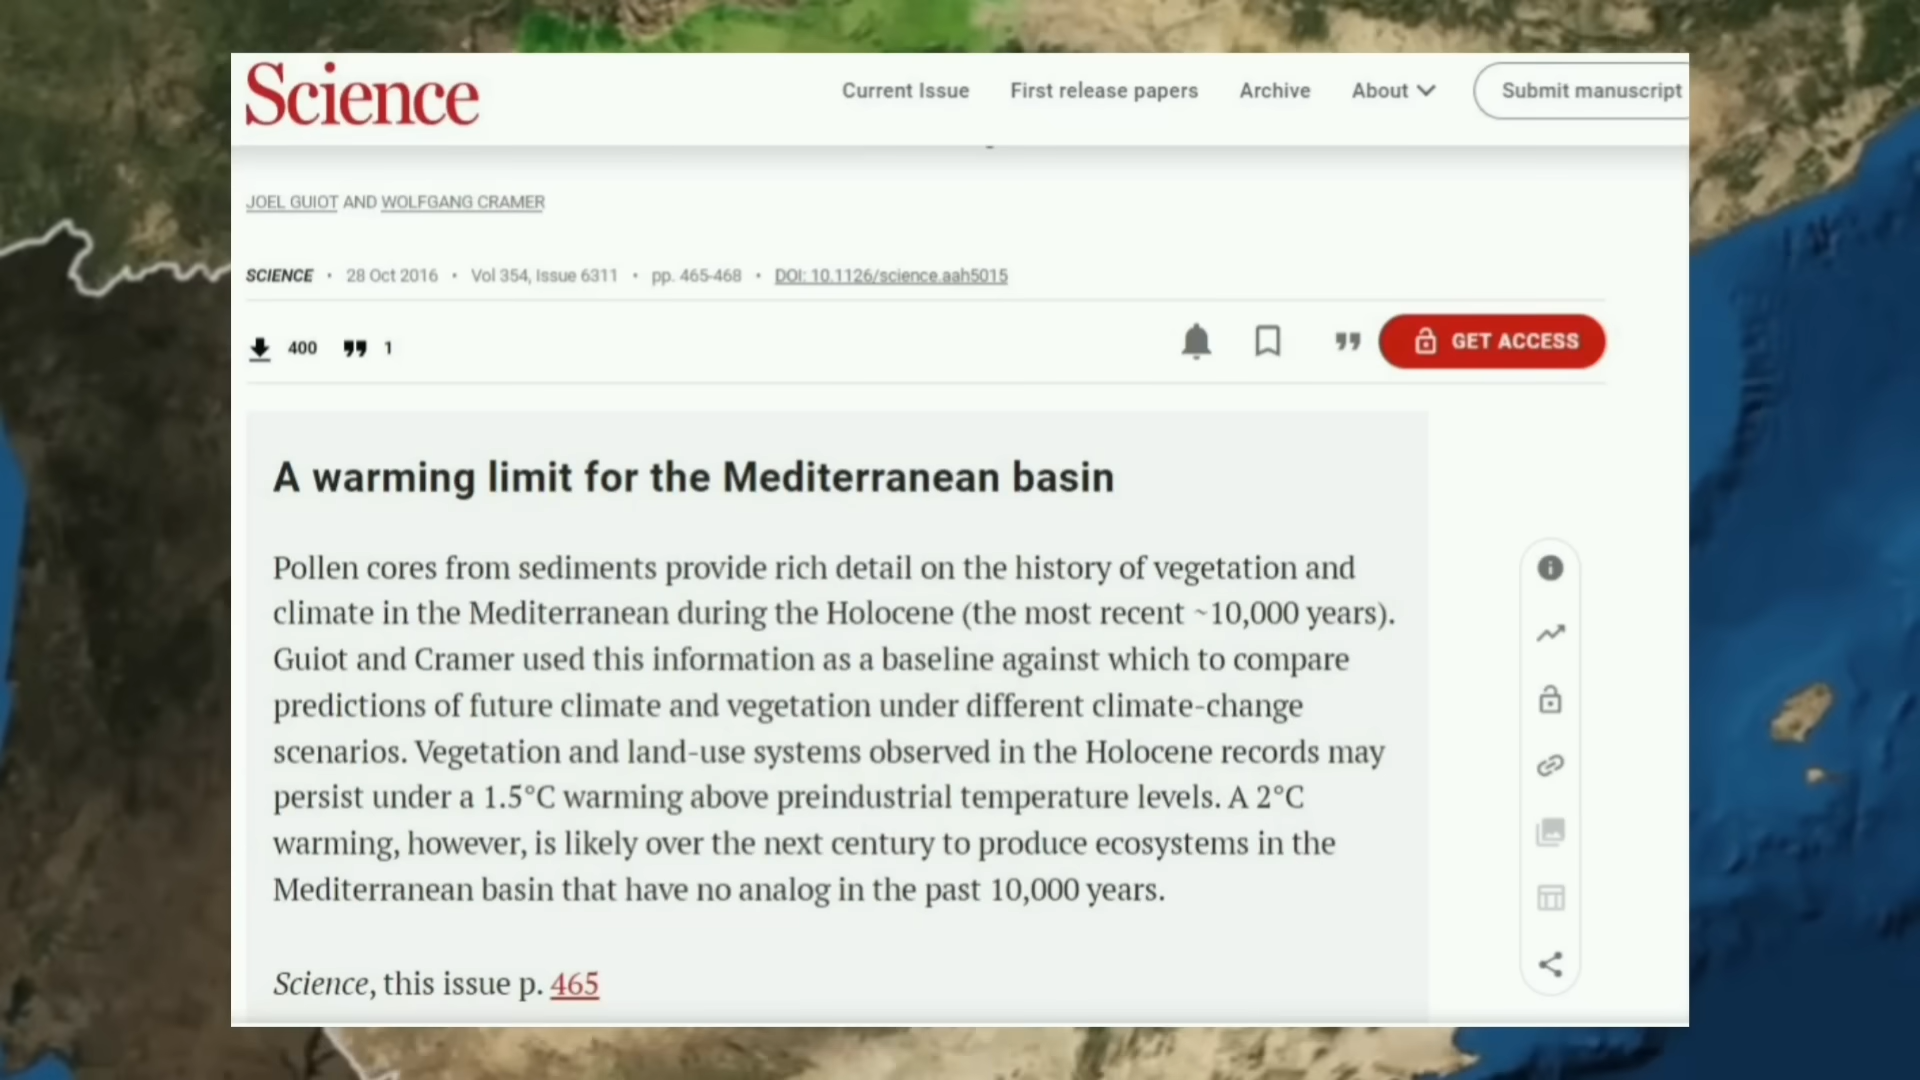 Science
Current Issue First release papers Archive About Submit manuscript
JOEL GUIOT AND WOLFGANG CRAMER
SCIENCE • 28 Oct 2016 • Vol 354, Issue 6311 • pp. 465-468 • DOI: 10.1126/science.aah5015
400 1
GET ACCESS
A warming limit for the Mediterranean basin
Pollen cores from sediments provide rich detail on the history of vegetation and
climate in the Mediterranean during the Holocene (the most recent ~10,000 years).
Guiot and Cramer used this information as a baseline against which to compare
predictions of future climate and vegetation under different climate-change
scenarios. Vegetation and land-use systems observed in the Holocene records may
persist under a 1.5°C warming above preindustrial temperature levels. A 2°C
warming, however, is likely over the next century to produce ecosystems in the
Mediterranean basin that have no analog in the past 10,000 years.
Science, this issue p. 465